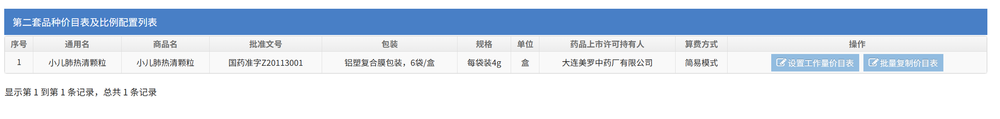 第二套品种价目表及比例配置列表
序号 通用名 商品名 批准文号 包装 规格 单位 药品上市许可持有人 算费方式 操作
1 小儿肺热清颗粒 小儿肺热清颗粒 国药准字Z20113001 铝塑复合膜包装，6袋/盒 每袋装4g 盒 大连美罗中药厂有限公司 简易模式 设置工作量价目表 批量复制价目表
显示第 1 到第 1 条记录，总共 1 条记录